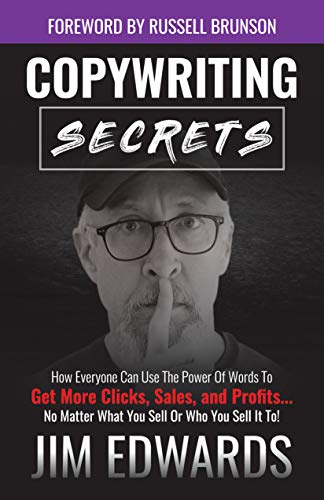 FOREWORD BY RUSSELL BRUNSON
COPYWRITING
SECRETS
How Everyone Can Use The Power Of Words To
Get More Clicks, Sales, and Profits...
No Matter What You Sell Or Who You Sell It To!
JIM EDWARDS